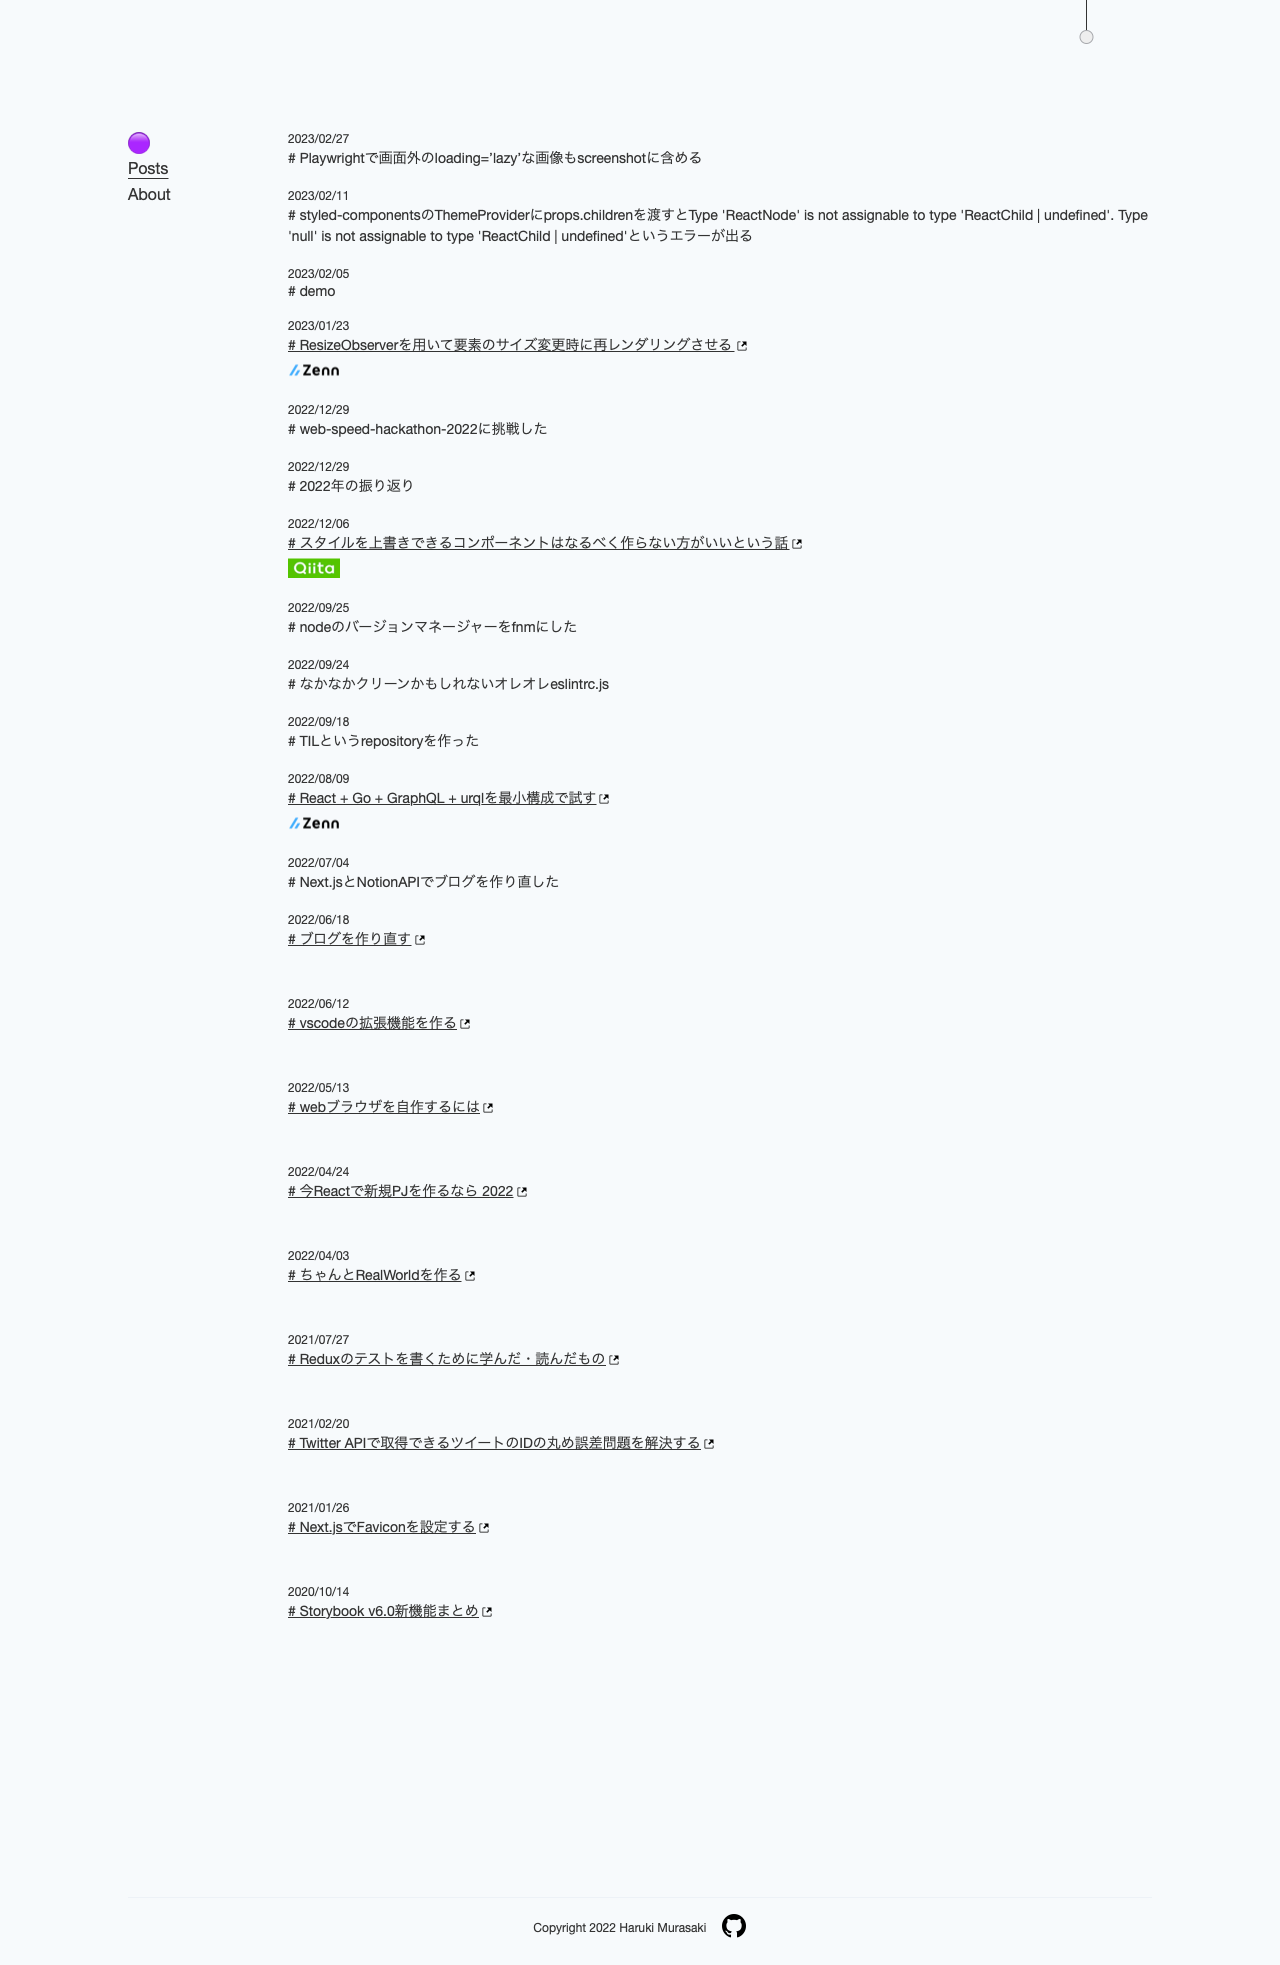 Posts
About
2023/02/27
# Playwrightで画面外のloading='lazy'な画像もscreenshotに含める
2023/02/11
# styled-componentsのThemeProviderにprops.childrenを渡すとType 'ReactNode' is not assignable to type 'ReactChild | undefined'. Type
'null' is not assignable to type 'ReactChild | undefined'というエラーが出る
2023/02/05
# demo
2023/01/23
# ResizeObserverを用いて要素のサイズ変更時に再レンダリングさせる
Zenn
2022/12/29
# web-speed-hackathon-2022に挑戦した
2022/12/29
# 2022年の振り返り
2022/12/06
# スタイルを上書きできるコンポーネントはなるべく作らない方がいいという話
Qiita
2022/09/25
# nodeのバージョンマネージャーをfnmにした
2022/09/24
# なかなかクリーンかもしれないオレオレeslintrc.js
2022/09/18
# TILというrepositoryを作った
2022/08/09
# React + Go + GraphQL + urqlを最小構成で試す
Zenn
2022/07/04
# Next.jsとNotionAPIでブログを作り直した
2022/06/18
# ブログを作り直す
2022/06/12
# vscodeの拡張機能を作る
2022/05/13
# webブラウザを自作するには
2022/04/24
# 今Reactで新規PJを作るなら 2022
2022/04/03
# ちゃんとRealWorldを作る
2021/07/27
# Reduxのテストを書くために学んだ・読んだもの
2021/02/20
# Twitter APIで取得できるツイートのIDの丸め誤差問題を解決する
2021/01/26
# Next.jsでFaviconを設定する
2020/10/14
# Storybook v6.0新機能まとめ
Copyright 2022 Haruki Murasaki